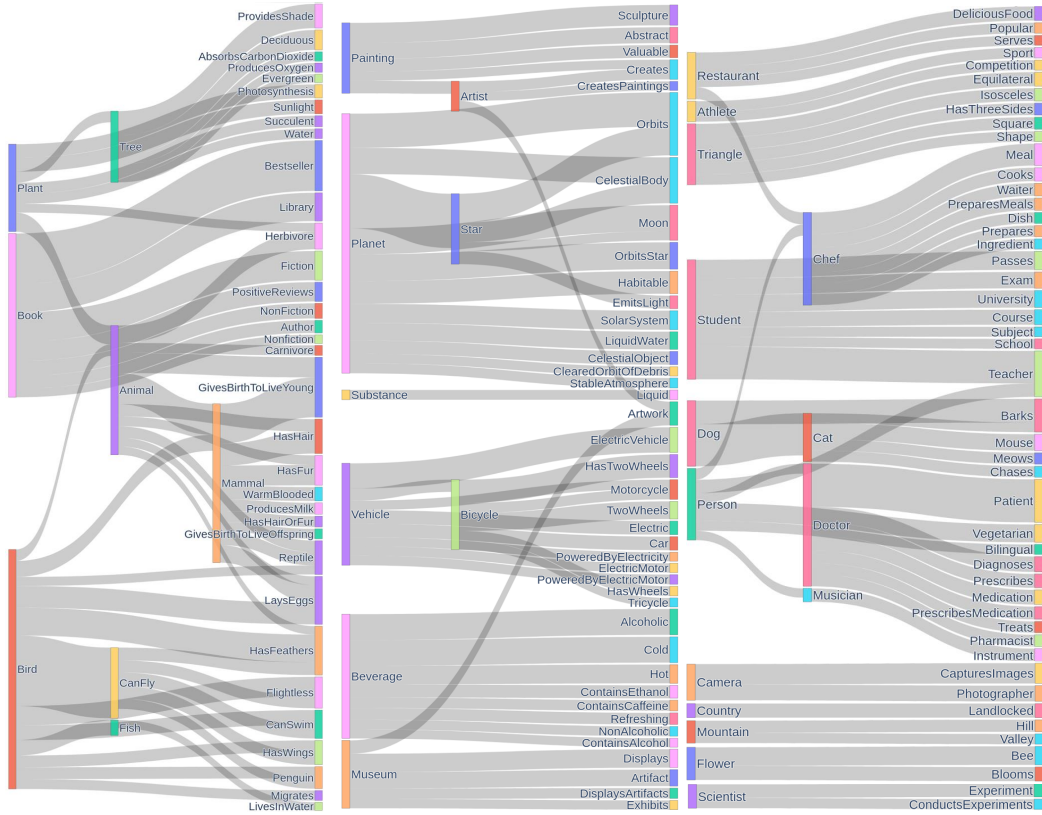 ProvidesShade
Deciduous
AbsorbsCarbonDioxide
ProducesOxygen
Evergreen
Photosynthesis
Sunlight
Succulent
Water
Tree
Bestseller
Plant
Library
Herbivore
Fiction
PositiveReviews
NonFiction
Book
Author
Nonfiction
Carnivore
GivesBirthToLiveYoung
Animal
HasHair
HasFur
Mammal
WarmBlooded
ProducesMilk
HasHairOrFur
GivesBirthToLiveOffspring
Reptile
LaysEggs
HasFeathers
Bird
CanFly
Flightless
CanSwim
Fish
HasWings
Penguin
Migrates
LivesInWater
Sculpture
Abstract
Valuable
Painting
Creates
CreatesPaintings
Artist
Orbits
CelestialBody
Moon
Star
Planet
OrbitsStar
Habitable
EmitsLight
SolarSystem
LiquidWater
CelestialObject
ClearedOrbitOfDebris
StableAtmosphere
Substance
Liquid
Artwork
ElectricVehicle
HasTwoWheels
Motorcycle
TwoWheels
Vehicle
Bicycle
Electric
Car
PoweredByElectricity
ElectricMotor
PoweredByElectricMotor
HasWheels
Tricycle
Alcoholic
Cold
Beverage
Hot
ContainsEthanol
ContainsCaffeine
Refreshing
NonAlcoholic
ContainsAlcohol
Displays
Museum
Artifact
DisplaysArtifacts
Exhibits
DeliciousFood
Popular
Serves
Sport
Competition
Restaurant
Equilateral
Isosceles
HasThreeSides
Athlete
Square
Shape
Triangle
Meal
Cooks
Waiter
PreparesMeals
Dish
Prepares
Ingredient
Chef
Passes
Exam
University
Course
Student
Subject
School
Teacher
Barks
Dog
Cat
Mouse
Meows
Chases
Patient
Person
Doctor
Vegetarian
Bilingual
Diagnoses
Prescribes
Medication
Musician
PrescribesMedication
Treats
Pharmacist
Instrument
CapturesImages
Camera
Photographer
Country
Landlocked
Mountain
Hill
Valley
Bee
Flower
Blooms
Experiment
Scientist
ConductsExperiments